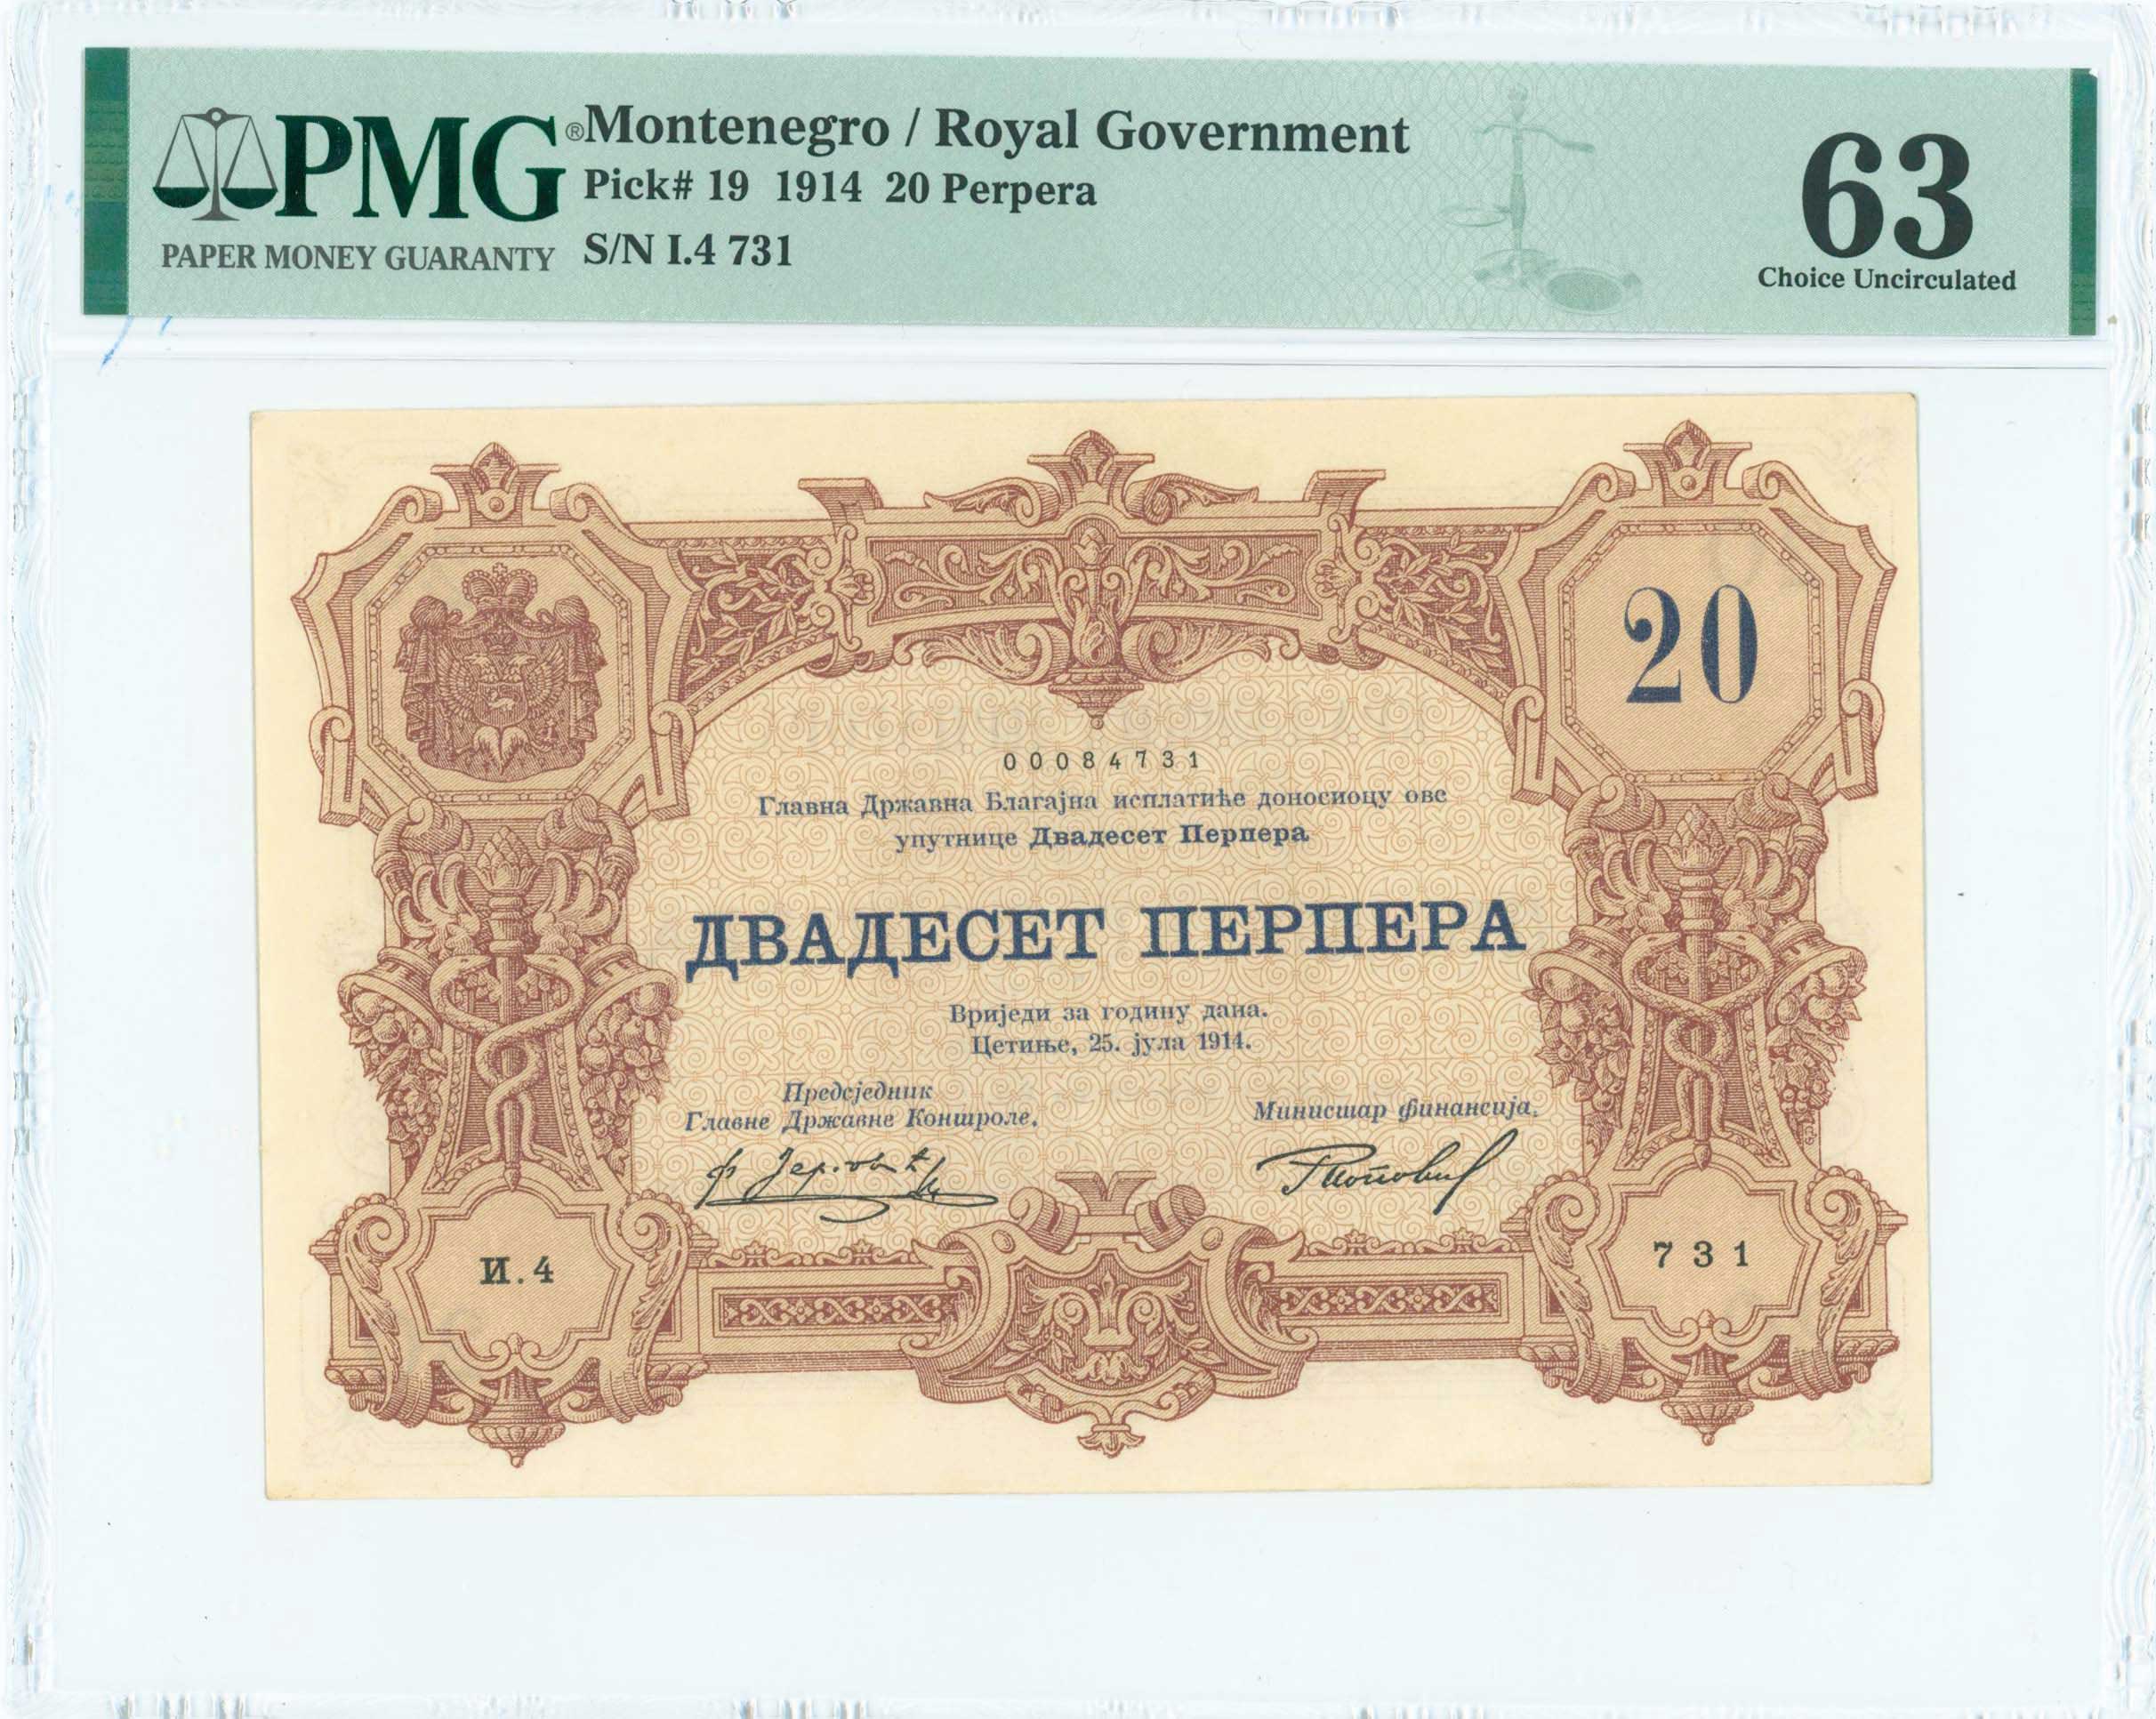 PMG® Montenegro / Royal Government
Pick# 19 1914 20 Perpera
PAPER MONEY GUARANTY S/N I.4 731
63
Choice Uncirculated
20
00084731
Главна Државна Благајна исплатиће доносиоцу ове
упутнице Двадесет Перпера
ДВАДЕСЕТ ПЕРПЕРА
Вриједи за годину дана.
Цетиње, 25. јула 1914.
Предсједник
Главне Државне Контроле,
Министар финансија,
И.4
731